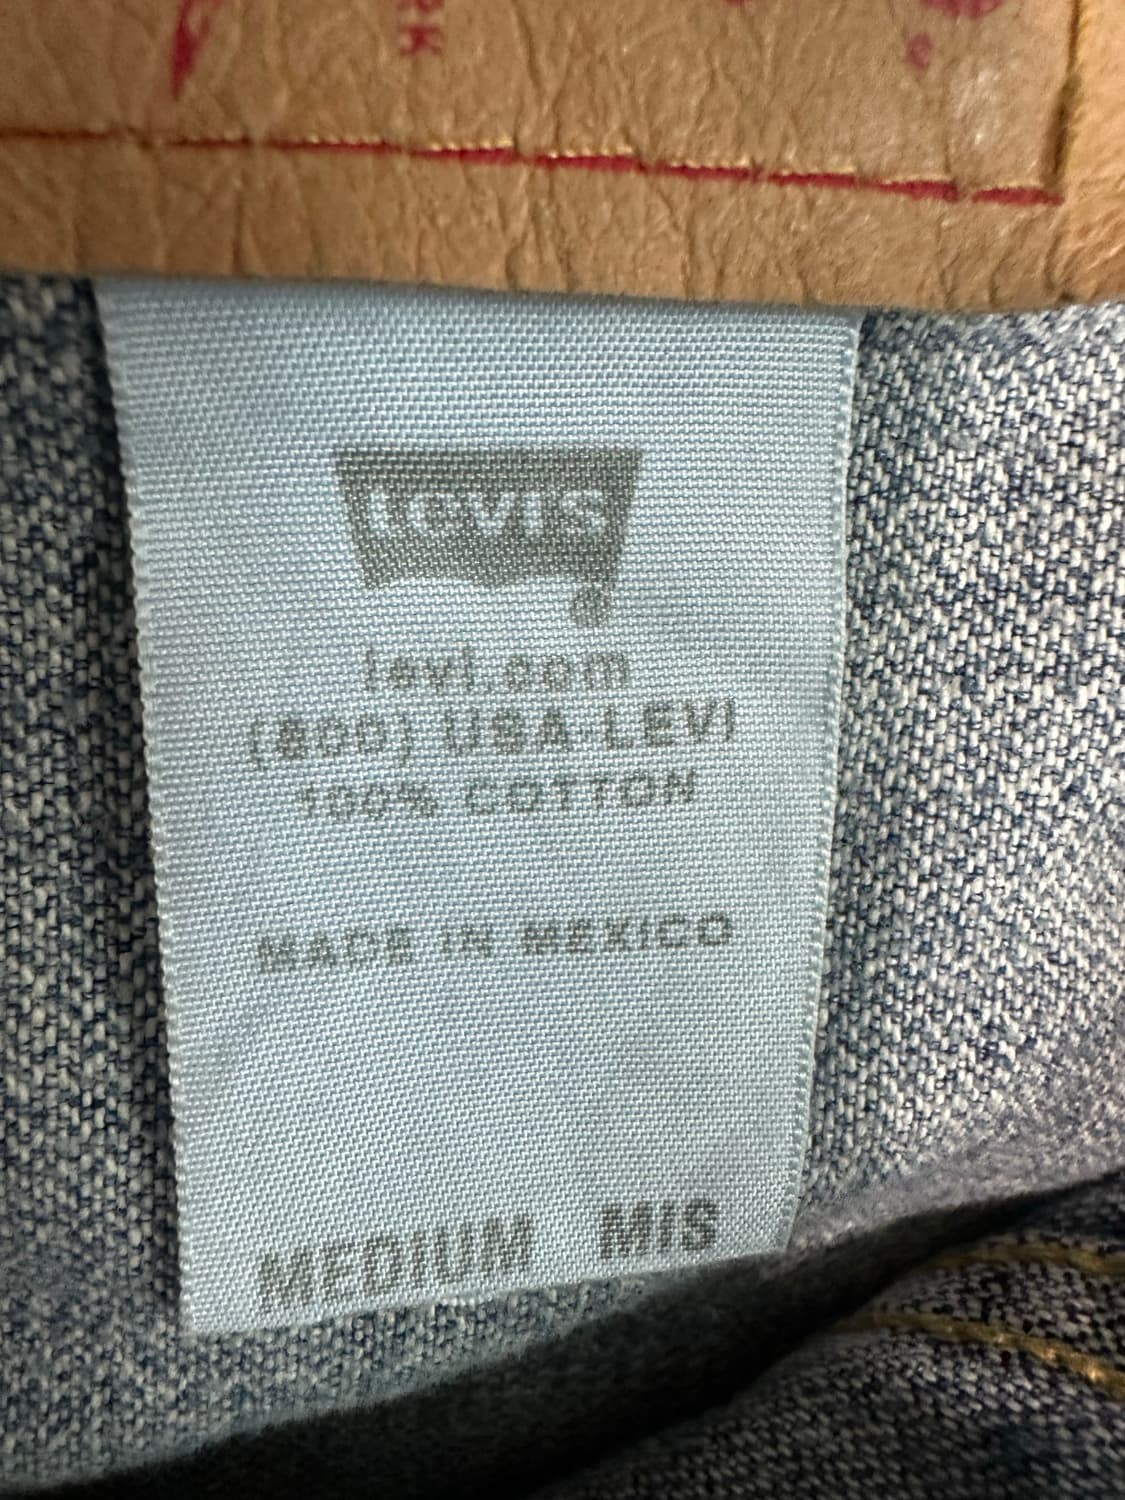 LEVI'S
levi.com
(800) USA-LEVI
100% COTTON
MADE IN MEXICO
MEDIUM MIS